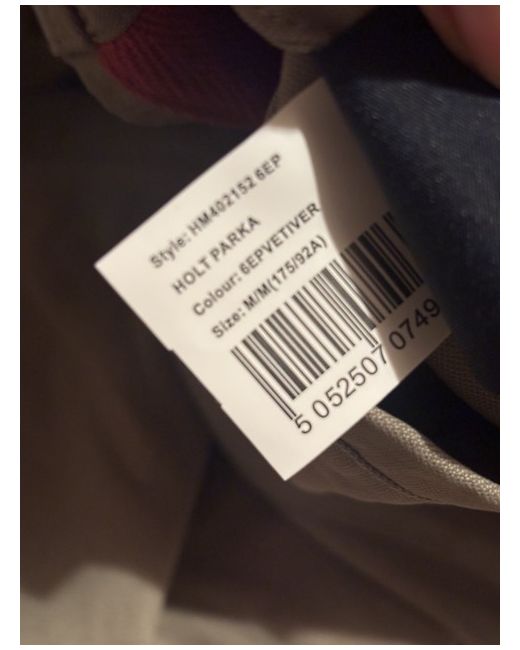 Style: HM402152 6EP
HOLT PARKA
Colour: 6EPVETIVER
Size: M/M(175/92A)
5 052507 0749